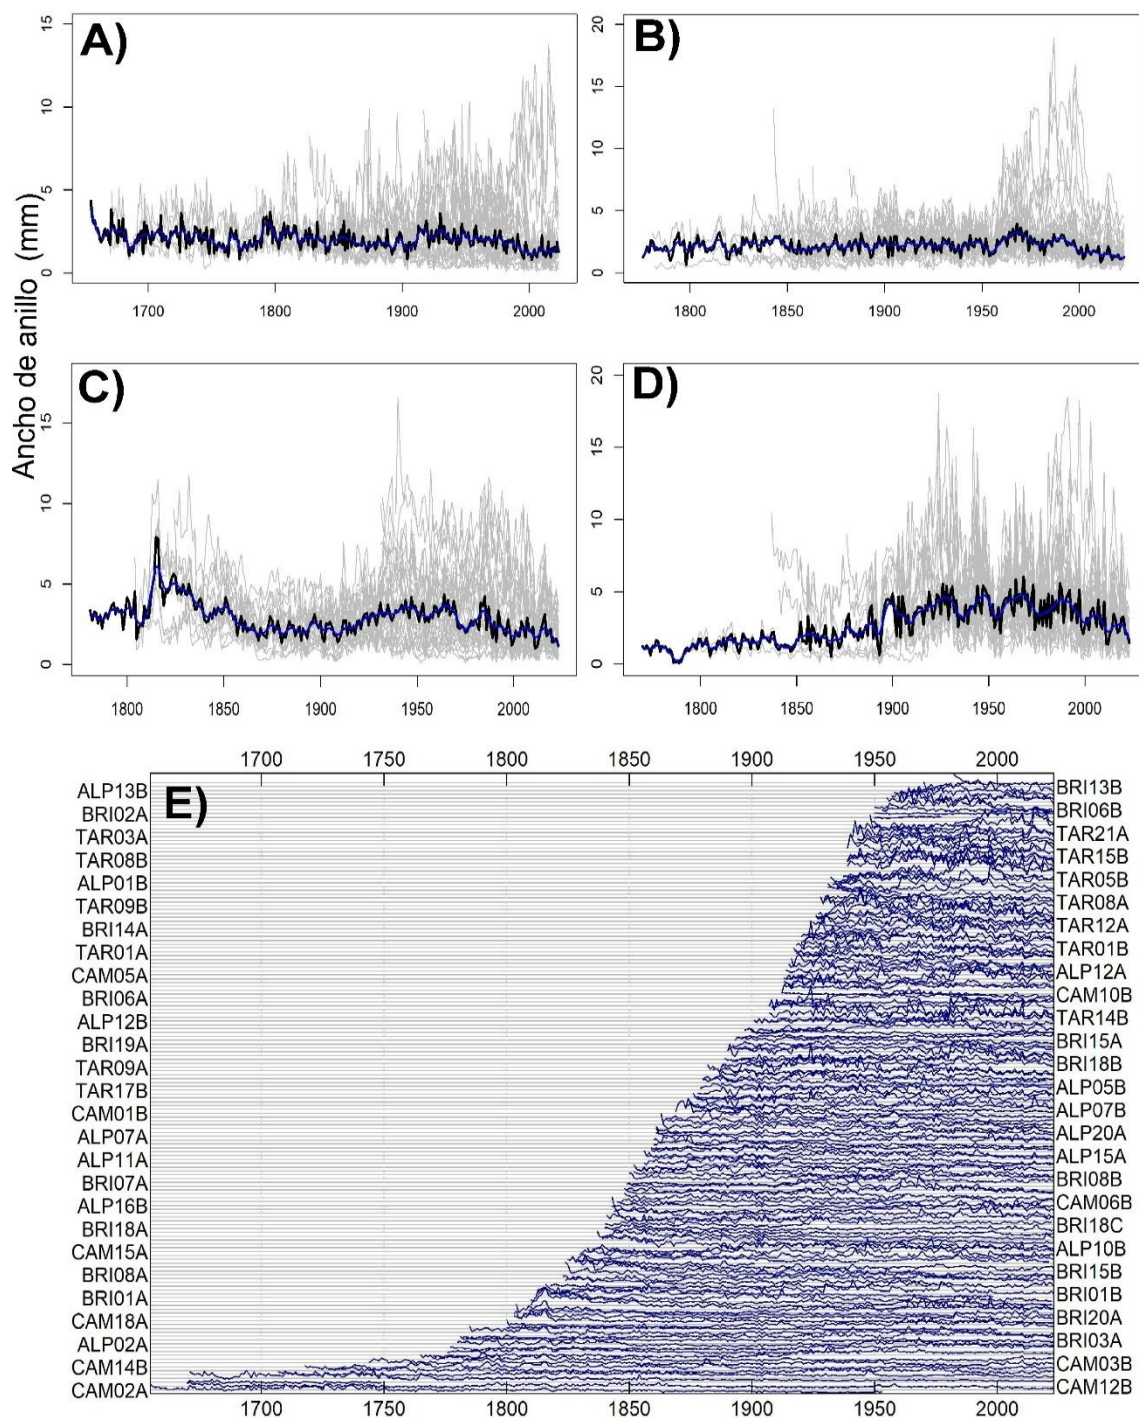 A)
15
10
5
0
1700 1800 1900 2000
B)
20
15
10
5
0
1800 1850 1900 1950 2000
Ancho de anillo (mm)
C)
15
10
5
0
1800 1850 1900 1950 2000
D)
20
15
10
5
0
1800 1850 1900 1950 2000
1700 1750 1800 1850 1900 1950 2000
E)
ALP13B BRI13B
BRI02A BRI06B
TAR03A TAR21A
TAR08B TAR15B
ALP01B TAR05B
TAR09B TAR08A
BRI14A TAR12A
TAR01A TAR01B
CAM05A ALP12A
BRI06A CAM10B
ALP12B TAR14B
BRI19A BRI15A
TAR09A BRI18B
TAR17B ALP05B
CAM01B ALP07B
ALP07A ALP20A
ALP11A ALP15A
BRI07A BRI08B
ALP16B CAM06B
BRI18A BRI18C
CAM15A ALP10B
BRI08A BRI15B
BRI01A BRI01B
CAM18A BRI20A
ALP02A BRI03A
CAM14B CAM03B
CAM02A CAM12B
1700 1750 1800 1850 1900 1950 2000